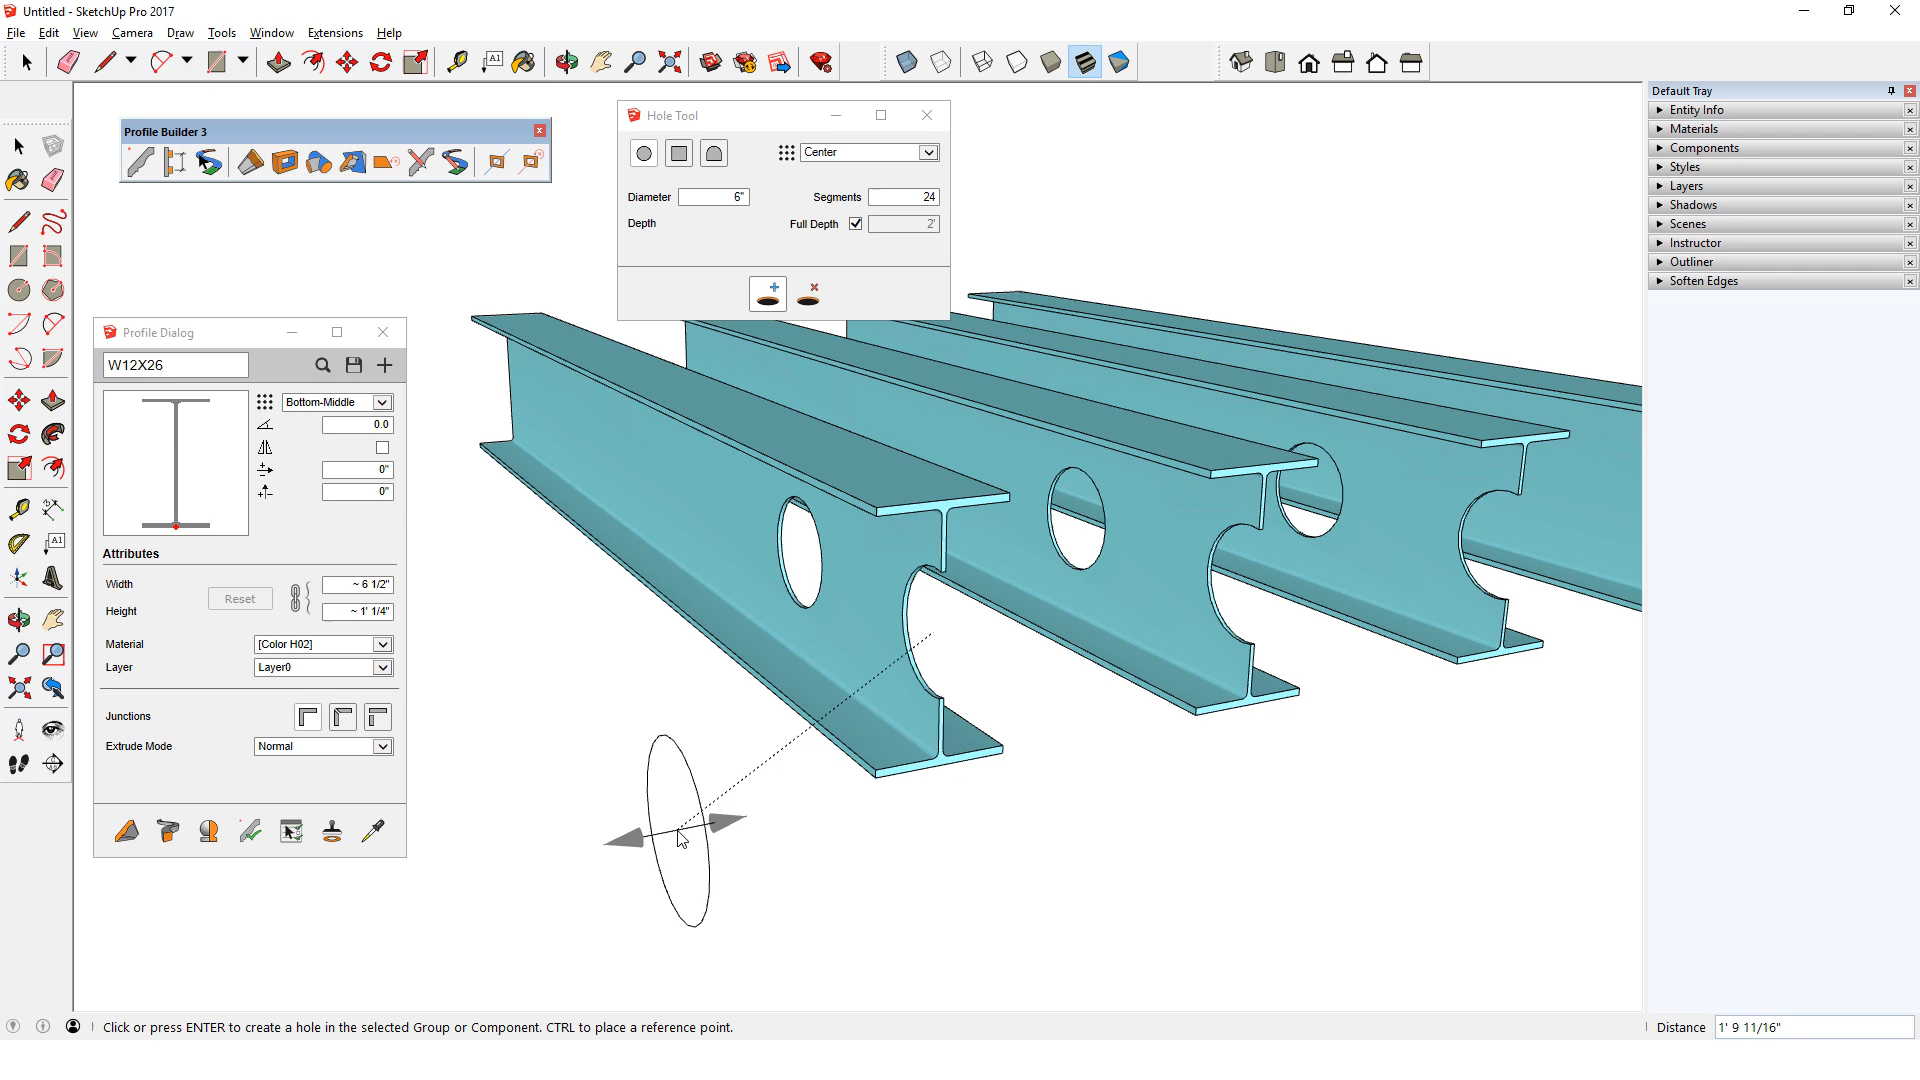 Untitled - SketchUp Pro 2017
File Edit View Camera Draw Tools Window Extensions Help
A1
Default Tray
Entity Info
Materials
Components
Styles
Layers
Shadows
Scenes
Instructor
Outliner
Soften Edges
Profile Builder 3
Hole Tool
Center
Diameter 6" Segments 24
Depth Full Depth 2'
Profile Dialog
W12X26
Bottom-Middle
0.0
0"
0"
Attributes
Width ~ 6 1/2"
Reset
Height ~ 1' 1/4"
Material [Color H02]
Layer Layer0
Junctions
Extrude Mode Normal
A1
Click or press ENTER to create a hole in the selected Group or Component. CTRL to place a reference point.
Distance 1' 9 11/16"